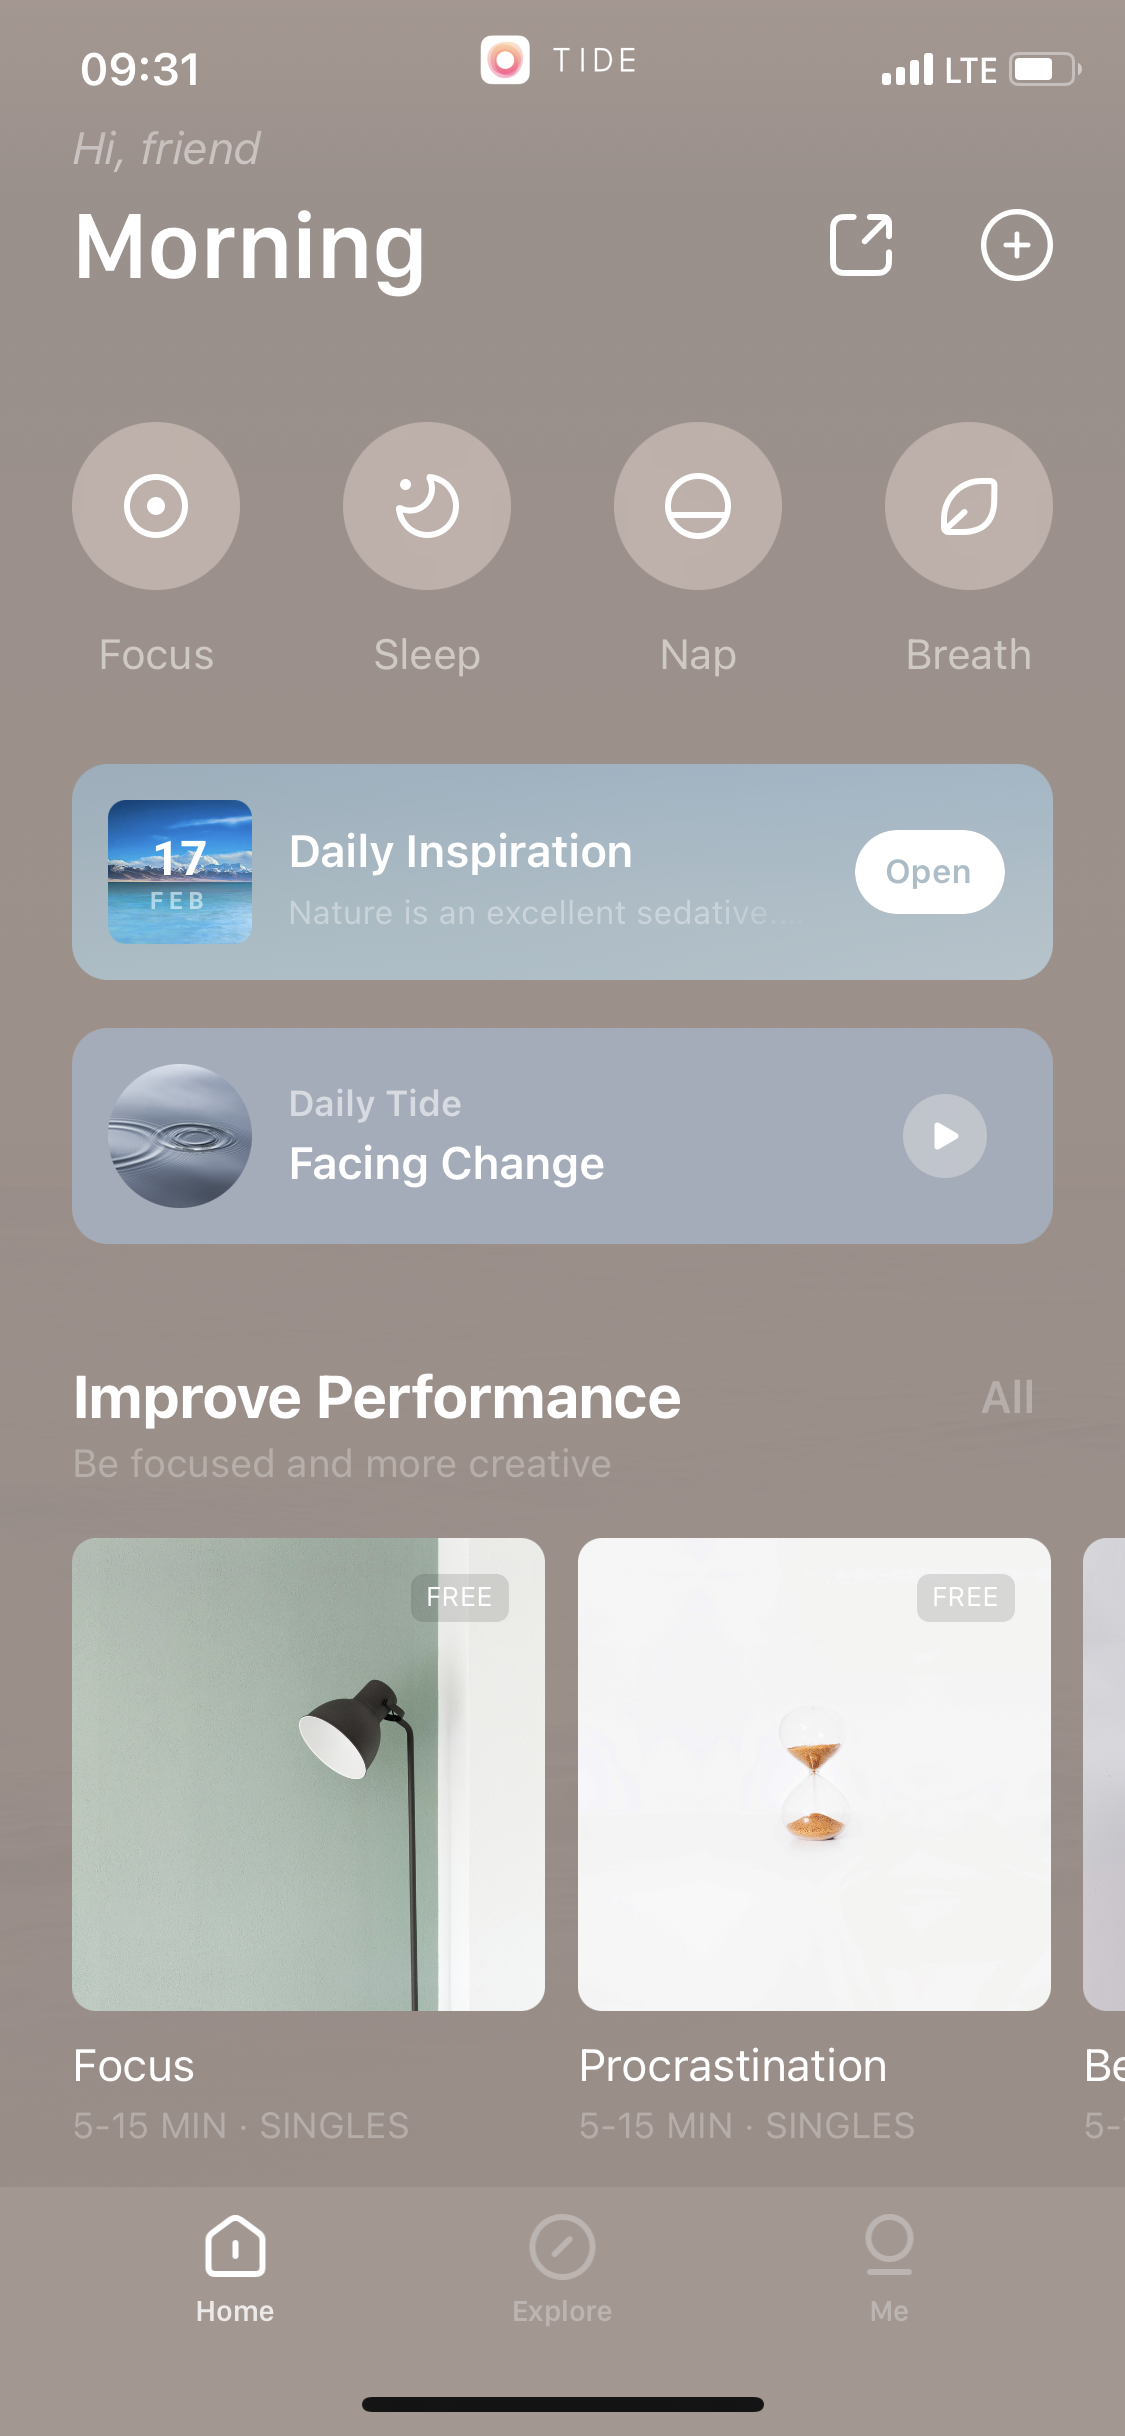 09:31
TIDE
LTE
Hi, friend
Morning
Focus
Sleep
Nap
Breath
17
FEB
Daily Inspiration
Nature is an excellent sedative....
Open
Daily Tide
Facing Change
Improve Performance
All
Be focused and more creative
FREE
FREE
Focus
Procrastination
Be
5-15 MIN · SINGLES
5-15 MIN · SINGLES
5-
Home
Explore
Me